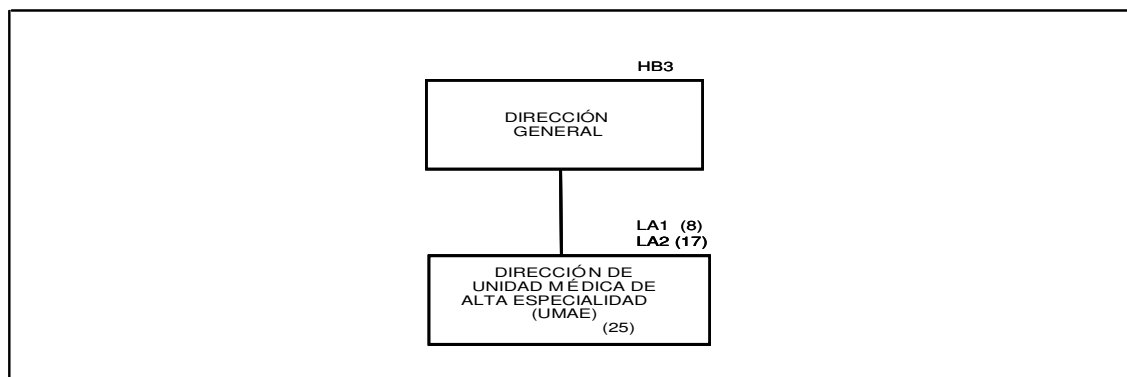 HB3
DIRECCIÓN
GENERAL
LA1 (8)
LA2 (17)
DIRECCIÓN DE
UNIDAD MÉDICA DE
ALTA ESPECIALIDAD
(UMAE)
(25)